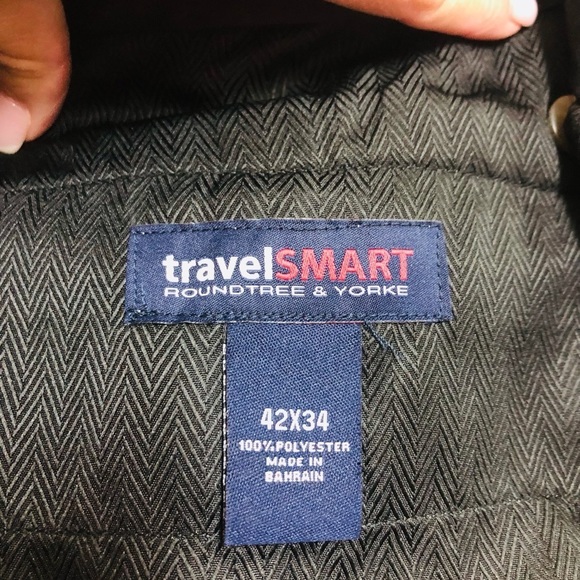 travelSMART
ROUNDTREE & YORKE
42X34
100%POLYESTER
MADE IN
BAHRAIN